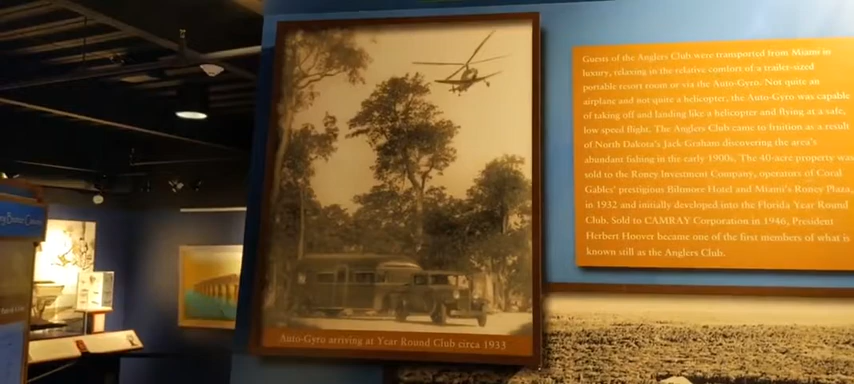 Guests of the Anglers Club were transported from Miami in
luxury, relaxing in the relative comfort of a trailer-sized
portable resort room or via the Auto-Gyro. Not quite an
airplane and not quite a helicopter, the Auto-Gyro was capable
of taking off and landing like a helicopter and flying at a safe,
low speed flight. The Anglers Club came to fruition as a result
of North Dakota's Jack Graham discovering the area's
abundant fishing in the early 1900s. The 40-acre property was
sold to the Roney Investment Company, operators of Coral
Gables' prestigious Biltmore Hotel and Miami's Roney Plaza,
in 1932 and initially developed into the Florida Year Round
Club. Sold to CAMRAY Corporation in 1946, President
Herbert Hoover became one of the first members of what is
known still as the Anglers Club.
Auto-Gyro arriving at Year Round Club circa 1933